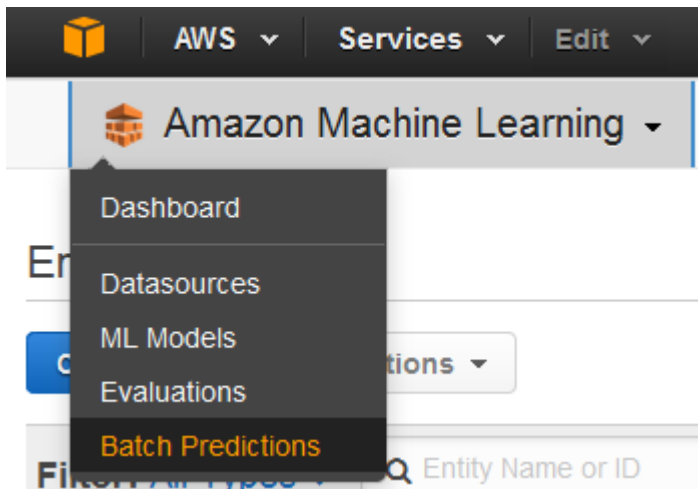 AWS Services Edit
Amazon Machine Learning
Dashboard
Datasources
ML Models
Evaluations
Batch Predictions
Entity Name or ID